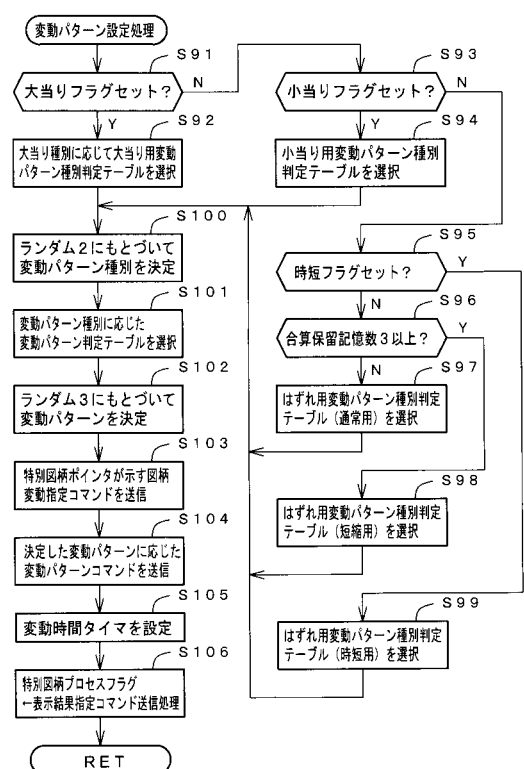 変動パターン設定処理
S91
大当りフラグセット？
N
Y
S92
大当り種別に応じて大当り用変動
パターン種別判定テーブルを選択
S93
小当りフラグセット？
N
Y
S94
小当り用変動パターン種別
判定テーブルを選択
S95
時短フラグセット？
Y
N
S96
合算保留記憶数３以上？
Y
N
S97
はずれ用変動パターン種別判定
テーブル（通常用）を選択
S98
はずれ用変動パターン種別判定
テーブル（短縮用）を選択
S99
はずれ用変動パターン種別判定
テーブル（時短用）を選択
S100
ランダム２にもとづいて
変動パターン種別を決定
S101
変動パターン種別に応じた
変動パターン判定テーブルを選択
S102
ランダム３にもとづいて
変動パターンを決定
S103
特別図柄ポインタが示す図柄
変動指定コマンドを送信
S104
決定した変動パターンに応じた
変動パターンコマンドを送信
S105
変動時間タイマを設定
S106
特別図柄プロセスフラグ
←表示結果指定コマンド送信処理
RET